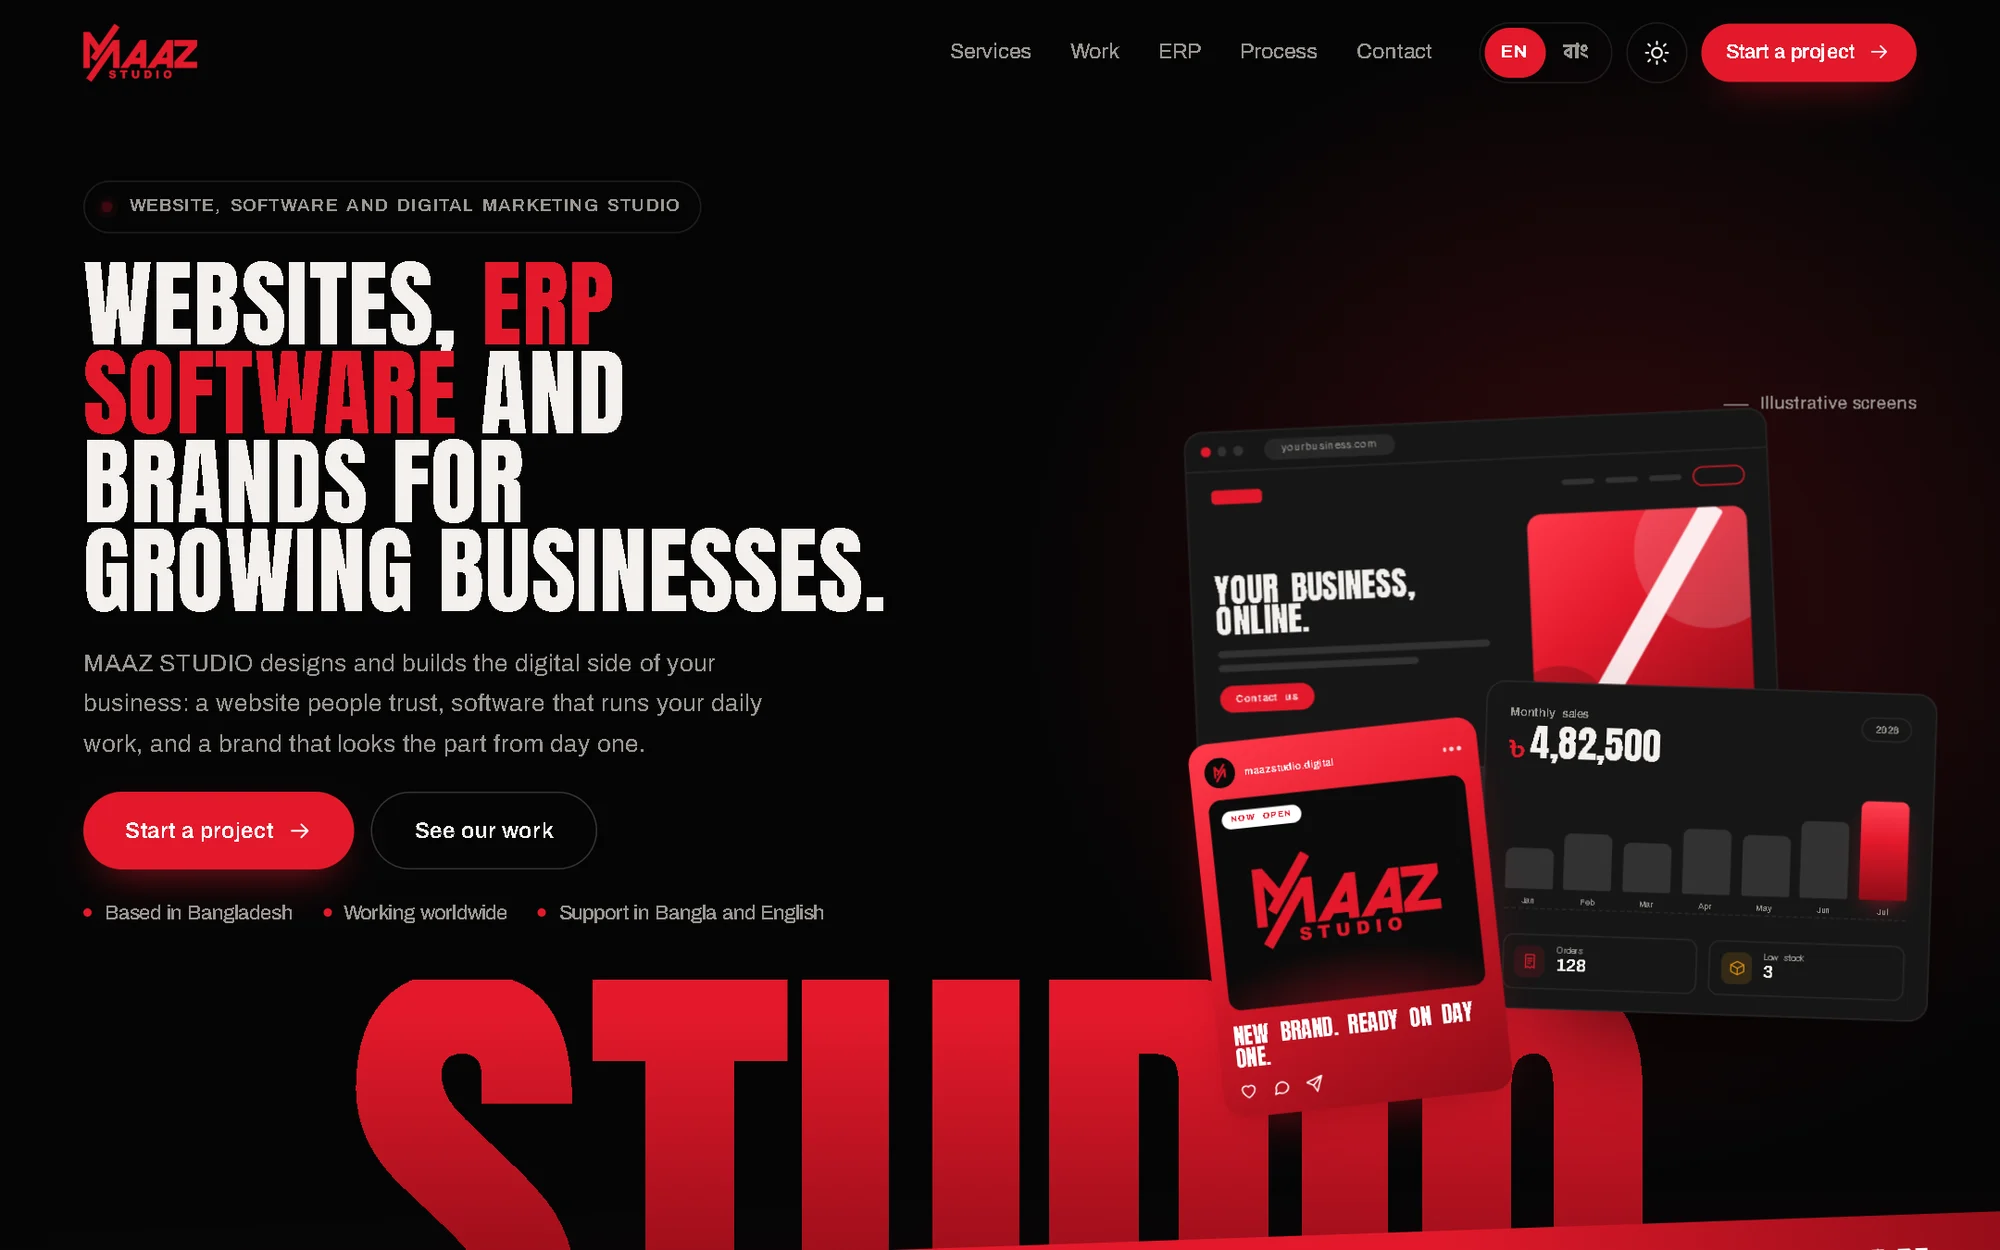 MAAZ
STUDIO
Services Work ERP Process Contact EN বাং Start a project →
WEBSITE, SOFTWARE AND DIGITAL MARKETING STUDIO
WEBSITES, ERP
SOFTWARE AND
BRANDS FOR
GROWING BUSINESSES.
MAAZ STUDIO designs and builds the digital side of your
business: a website people trust, software that runs your daily
work, and a brand that looks the part from day one.
Start a project → See our work
Based in Bangladesh Working worldwide Support in Bangla and English
Illustrative screens
yourbusiness.com
YOUR BUSINESS,
ONLINE.
Contact us
Monthly sales
৳ 4,82,500
2026
Jan Feb Mar Apr May Jun Jul
Orders
128
Low stock
3
maazstudio.digital
NOW OPEN
MAAZ
STUDIO
NEW BRAND. READY ON DAY
ONE.
STUDIO